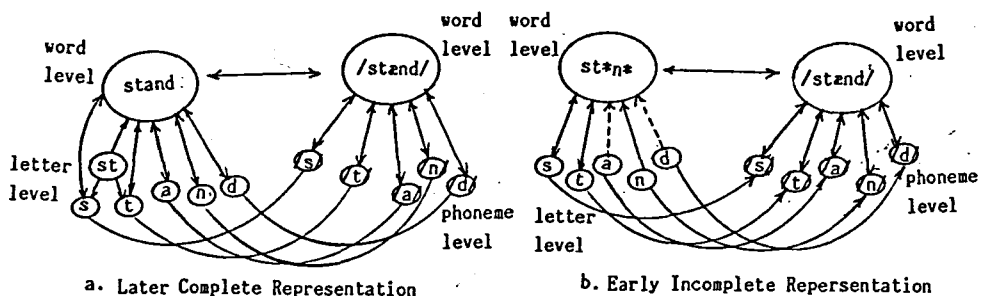 word level
stand
word level
/stænd/
letter level
st
s
t
a
n
d
/s/
/t/
/a/
/n/
/d/
phoneme level
a. Later Complete Representation
word level
st*n*
word level
/stænd/
s
t
a
n
d
letter level
/s/
/t/
/a/
/n/
/d/
phoneme level
b. Early Incomplete Repersentation